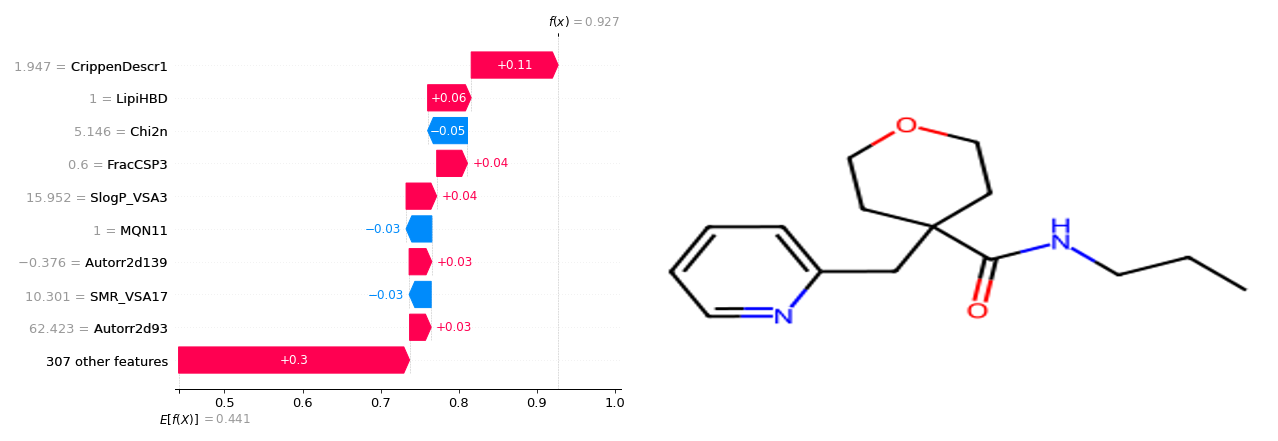 f(x) = 0.927
1.947 = CrippenDescr1
+0.11
1 = LipiHBD
+0.06
5.146 = Chi2n
−0.05
0.6 = FracCSP3
+0.04
15.952 = SlogP_VSA3
+0.04
1 = MQN11
−0.03
−0.376 = Autorr2d139
+0.03
10.301 = SMR_VSA17
−0.03
62.423 = Autorr2d93
+0.03
307 other features
+0.3
0.5 0.6 0.7 0.8 0.9 1.0
E[f(X)] = 0.441
O
H
N
O
N